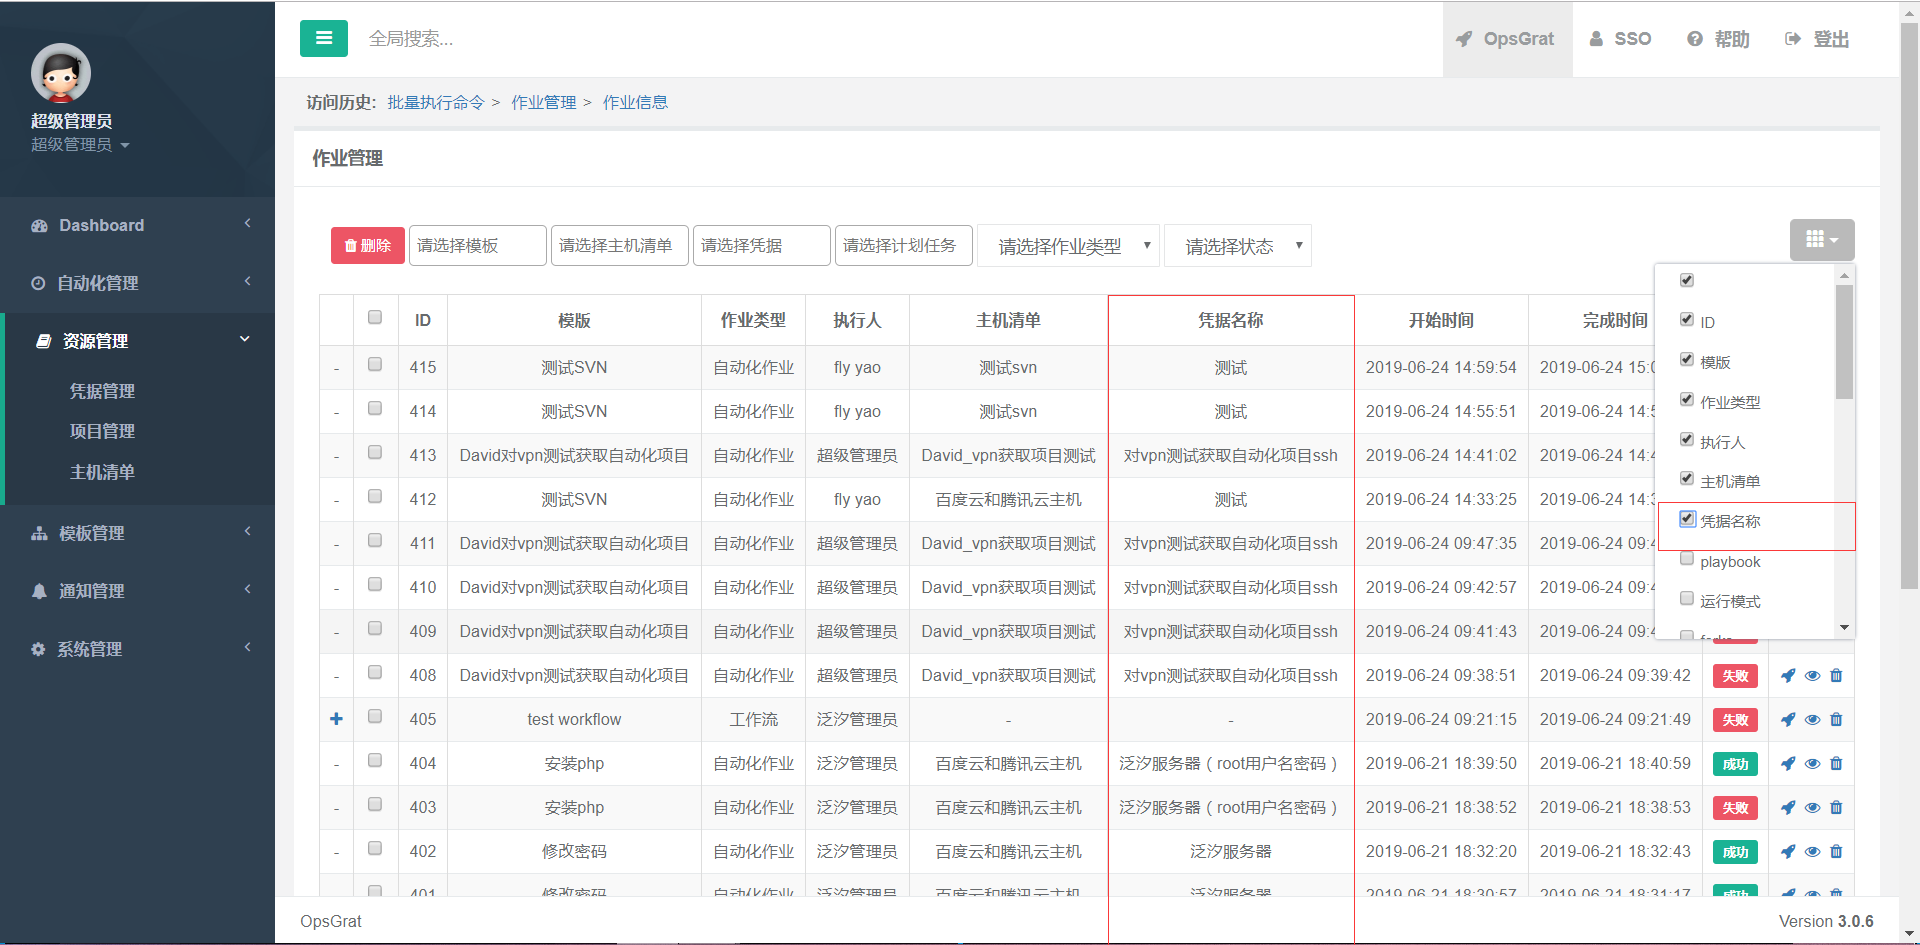 全局搜索...
OpsGrat SSO 帮助 登出
超级管理员
超级管理员
Dashboard
自动化管理
资源管理
凭据管理
项目管理
主机清单
模板管理
通知管理
系统管理
访问历史: 批量执行命令 > 作业管理 > 作业信息
作业管理
删除 请选择模板 请选择主机清单 请选择凭据 请选择计划任务 请选择作业类型 请选择状态
ID 模版 作业类型 执行人 主机清单 凭据名称 开始时间 完成时间
- 415 测试SVN 自动化作业 fly yao 测试svn 测试 2019-06-24 14:59:54 2019-06-24 15:0
- 414 测试SVN 自动化作业 fly yao 测试svn 测试 2019-06-24 14:55:51 2019-06-24 14:5
- 413 David对vpn测试获取自动化项目 自动化作业 超级管理员 David_vpn获取项目测试 对vpn测试获取自动化项目ssh 2019-06-24 14:41:02 2019-06-24 14:4
- 412 测试SVN 自动化作业 fly yao 百度云和腾讯云主机 测试 2019-06-24 14:33:25 2019-06-24 14:3
- 411 David对vpn测试获取自动化项目 自动化作业 超级管理员 David_vpn获取项目测试 对vpn测试获取自动化项目ssh 2019-06-24 09:47:35 2019-06-24 09:4
- 410 David对vpn测试获取自动化项目 自动化作业 超级管理员 David_vpn获取项目测试 对vpn测试获取自动化项目ssh 2019-06-24 09:42:57 2019-06-24 09:4
- 409 David对vpn测试获取自动化项目 自动化作业 超级管理员 David_vpn获取项目测试 对vpn测试获取自动化项目ssh 2019-06-24 09:41:43 2019-06-24 09:4
- 408 David对vpn测试获取自动化项目 自动化作业 超级管理员 David_vpn获取项目测试 对vpn测试获取自动化项目ssh 2019-06-24 09:38:51 2019-06-24 09:39:42 失败
405 test workflow 工作流 泛汐管理员 - - 2019-06-24 09:21:15 2019-06-24 09:21:49 失败
- 404 安装php 自动化作业 泛汐管理员 百度云和腾讯云主机 泛汐服务器（root用户名密码） 2019-06-21 18:39:50 2019-06-21 18:40:59 成功
- 403 安装php 自动化作业 泛汐管理员 百度云和腾讯云主机 泛汐服务器（root用户名密码） 2019-06-21 18:38:52 2019-06-21 18:38:53 失败
- 402 修改密码 自动化作业 泛汐管理员 百度云和腾讯云主机 泛汐服务器 2019-06-21 18:32:20 2019-06-21 18:32:43 成功
401 修改密码 自动化作业 泛汐管理员 百度云和腾讯云主机 泛汐服务器 2019-06-21 18:30:57 2019-06-21 18:31:17 成功
ID
模版
作业类型
执行人
主机清单
凭据名称
playbook
运行模式
forks
OpsGrat
Version 3.0.6